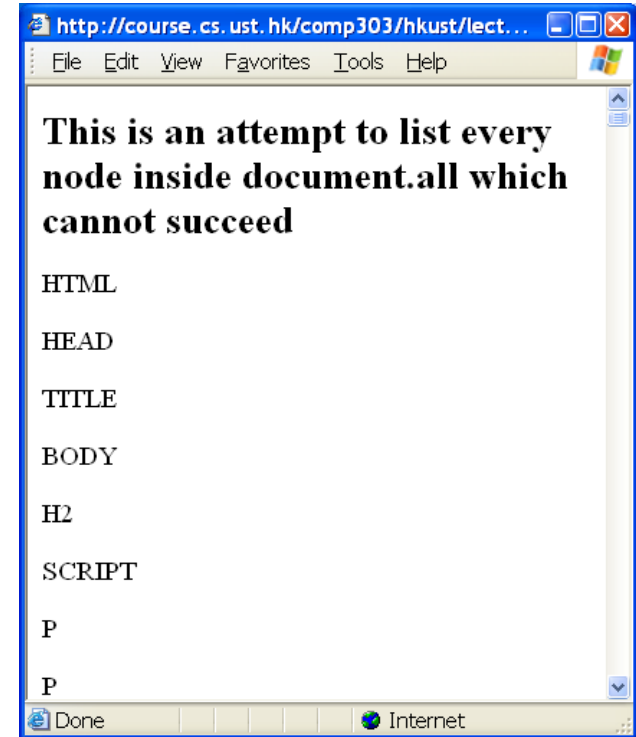 http://course.cs.ust.hk/comp303/hkust/lect...
File Edit View Favorites Tools Help
This is an attempt to list every
node inside document.all which
cannot succeed
HTML
HEAD
TITLE
BODY
H2
SCRIPT
P
P
Done Internet